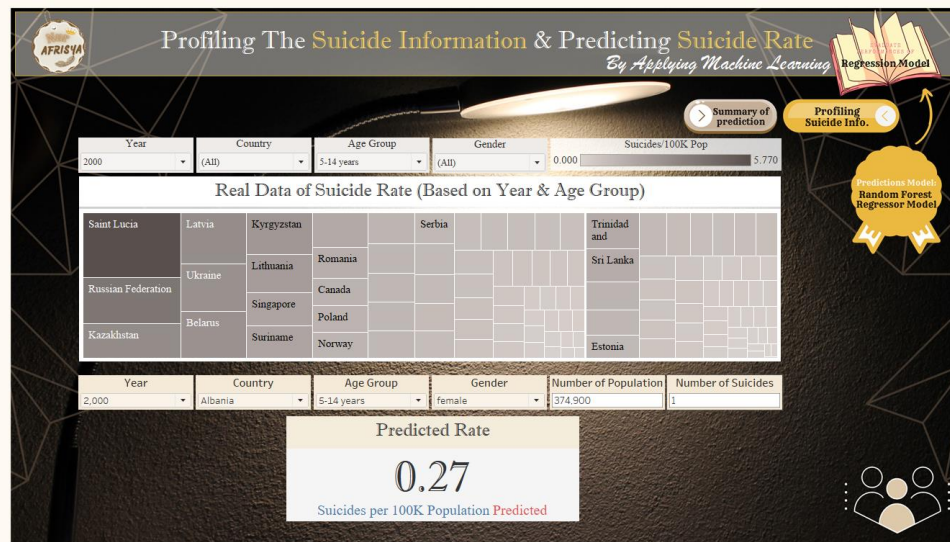 AFRISYA
Profiling The Suicide Information & Predicting Suicide Rate
By Applying Machine Learning
Regression Model
Summary of
prediction
Profiling
Suicide Info.
Year
Country
Age Group
Gender
Suicides/100K Pop
2000
(All)
5-14 years
(All)
0.000
5.770
Predictions Model:
Random Forest
Regressor Model
Real Data of Suicide Rate (Based on Year & Age Group)
Saint Lucia
Russian Federation
Kazakhstan
Latvia
Ukraine
Belarus
Kyrgyzstan
Lithuania
Singapore
Suriname
Romania
Canada
Poland
Norway
Serbia
Trinidad
and
Sri Lanka
Estonia
Year
Country
Age Group
Gender
Number of Population
Number of Suicides
2,000
Albania
5-14 years
female
374,900
1
Predicted Rate
0.27
Suicides per 100K Population Predicted